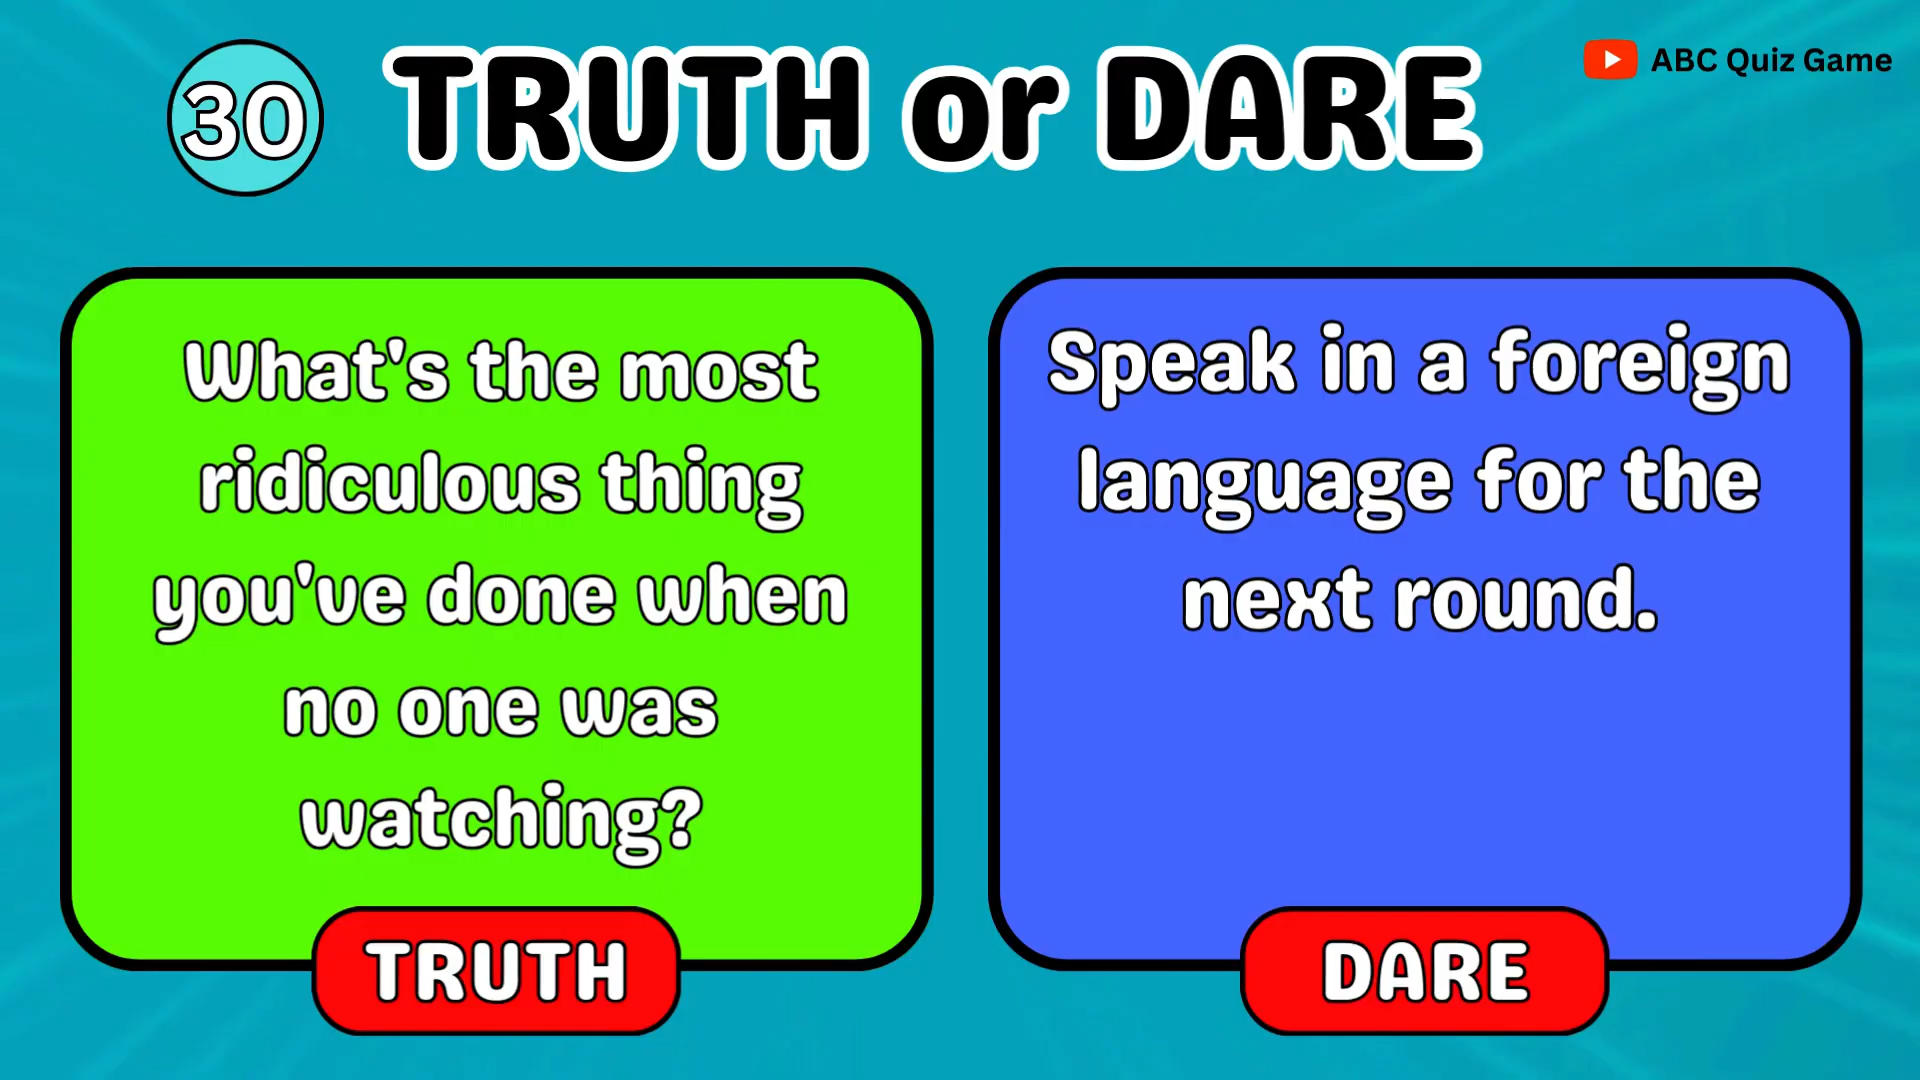 30
TRUTH or DARE
ABC Quiz Game
What's the most
ridiculous thing
you've done when
no one was
watching?
TRUTH
Speak in a foreign
language for the
next round.
DARE